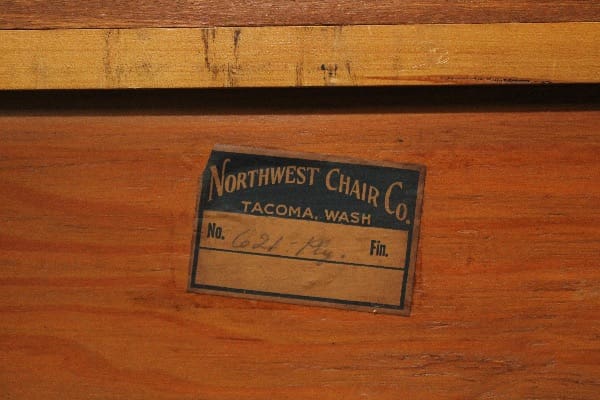 NORTHWEST CHAIR CO.
TACOMA, WASH
No. 621-Ply. Fin.